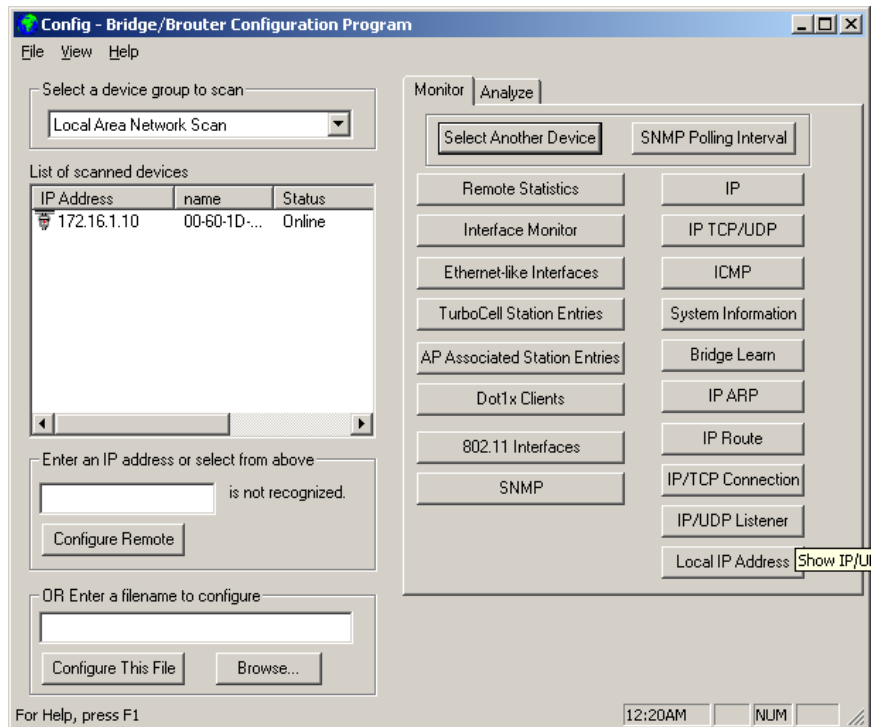 Config - Bridge/Brouter Configuration Program
File View Help
Select a device group to scan
Local Area Network Scan
List of scanned devices
IP Address name Status
172.16.1.10 00-60-1D-... Online
Enter an IP address or select from above
is not recognized.
Configure Remote
OR Enter a filename to configure
Configure This File Browse...
Monitor Analyze
Select Another Device SNMP Polling Interval
Remote Statistics IP
Interface Monitor IP TCP/UDP
Ethernet-like Interfaces ICMP
TurboCell Station Entries System Information
AP Associated Station Entries Bridge Learn
Dot1x Clients IP ARP
802.11 Interfaces IP Route
SNMP IP/TCP Connection
IP/UDP Listener
Local IP Address Show IP/U
For Help, press F1 12:20AM NUM